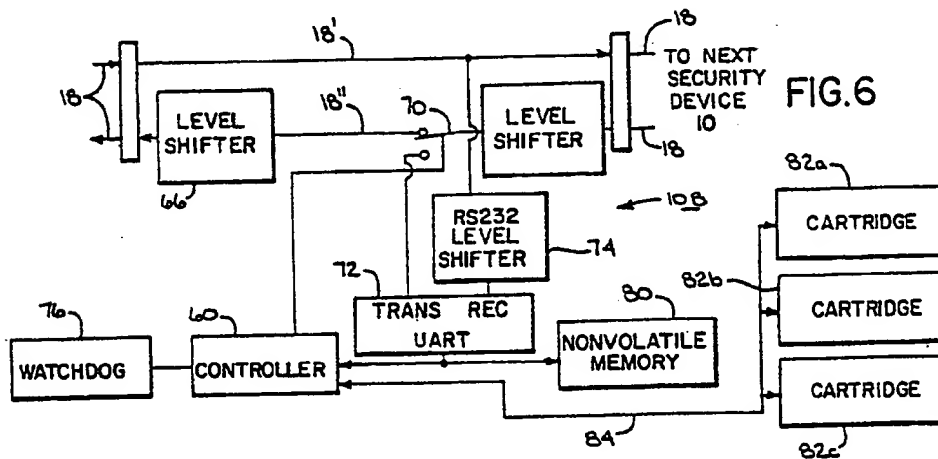 18'
18
TO NEXT
SECURITY
DEVICE
10
FIG.6
18
18"
70
LEVEL
SHIFTER
LEVEL
SHIFTER
18
66
10B
82a
CARTRIDGE
RS232
LEVEL
SHIFTER
74
72
82b
76
60
TRANS REC
UART
80
CARTRIDGE
WATCHDOG
CONTROLLER
NONVOLATILE
MEMORY
CARTRIDGE
84
82c